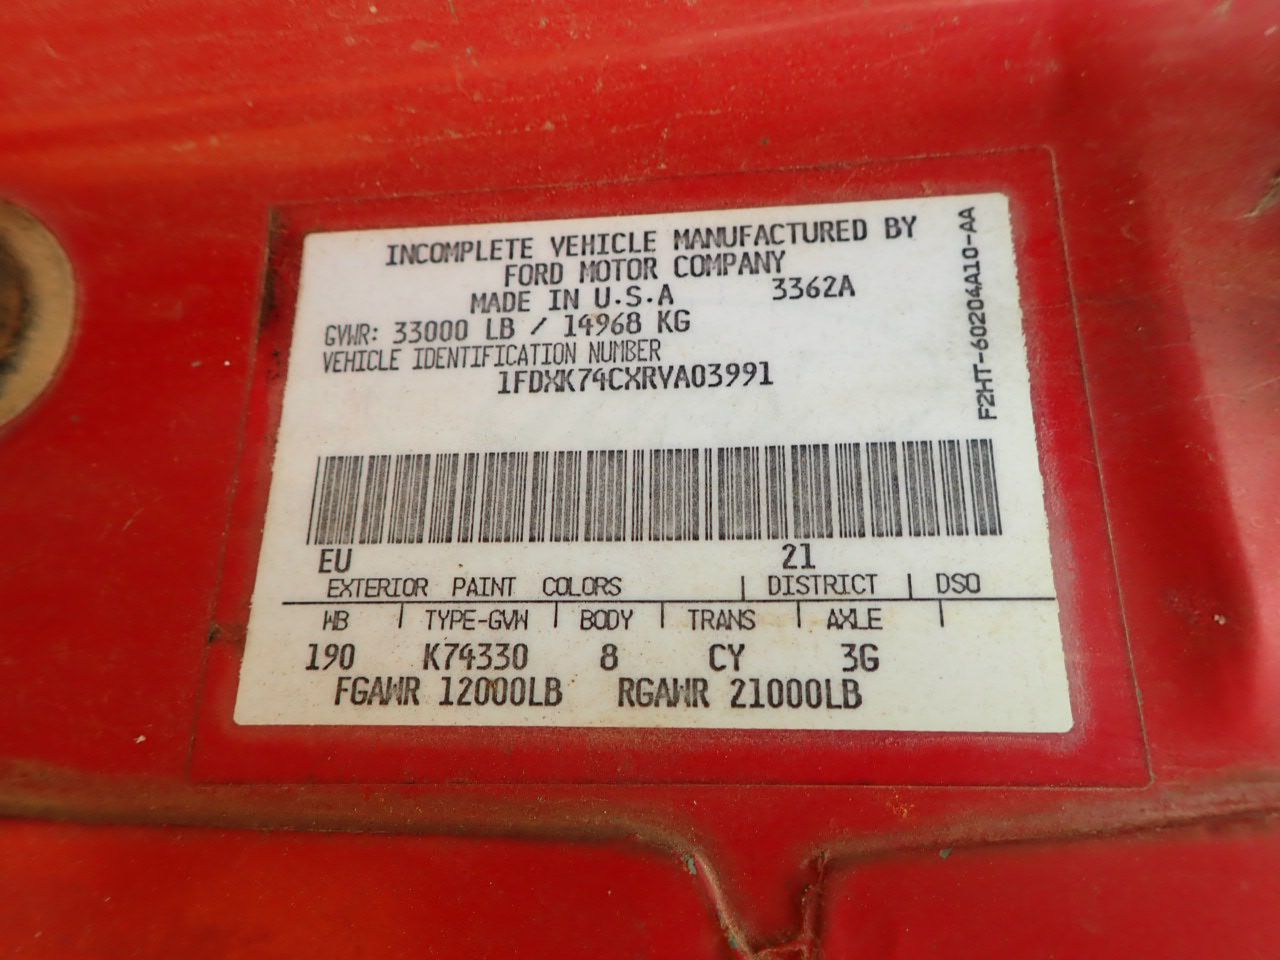 INCOMPLETE VEHICLE MANUFACTURED BY
FORD MOTOR COMPANY
MADE IN U.S.A 3362A
GVWR: 33000 LB / 14968 KG
VEHICLE IDENTIFICATION NUMBER
1FDXK74CXRVA03991
F2HT-60204A10-AA
EU 21
EXTERIOR PAINT COLORS | DISTRICT | DSO
WB | TYPE-GVW | BODY | TRANS | AXLE |
190 K74330 8 CY 3G
FGAWR 12000LB RGAWR 21000LB